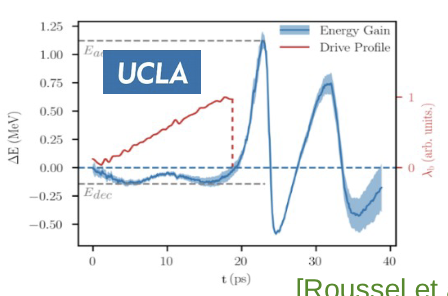 1.25
1.00
0.75
0.50
0.25
0.00
−0.25
−0.50
ΔE (MeV)
Energy Gain
Drive Profile
UCLA
E_dec
1
0
λ_b (arb. units.)
0
10
20
30
40
t (ps)
[Roussel et